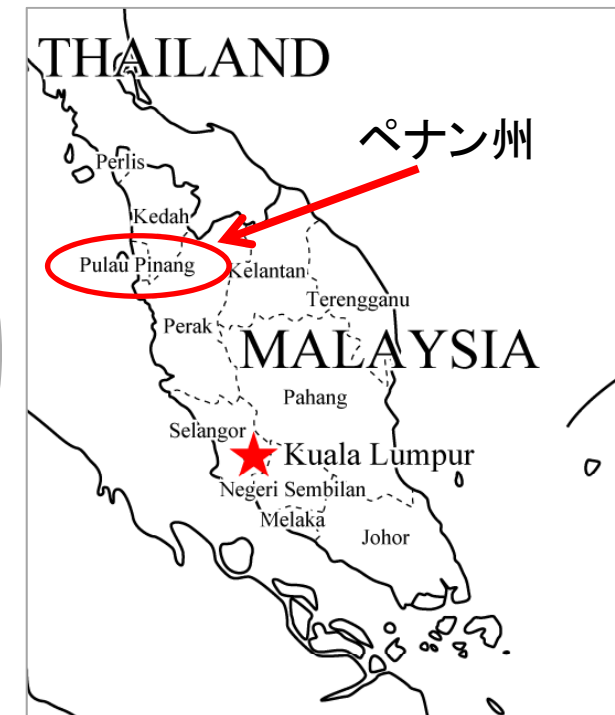 THAILAND
ペナン州
Perlis
Kedah
Pulau Pinang
Kelantan
Terengganu
Perak
MALAYSIA
Pahang
Selangor
Kuala Lumpur
Negeri Sembilan
Melaka
Johor